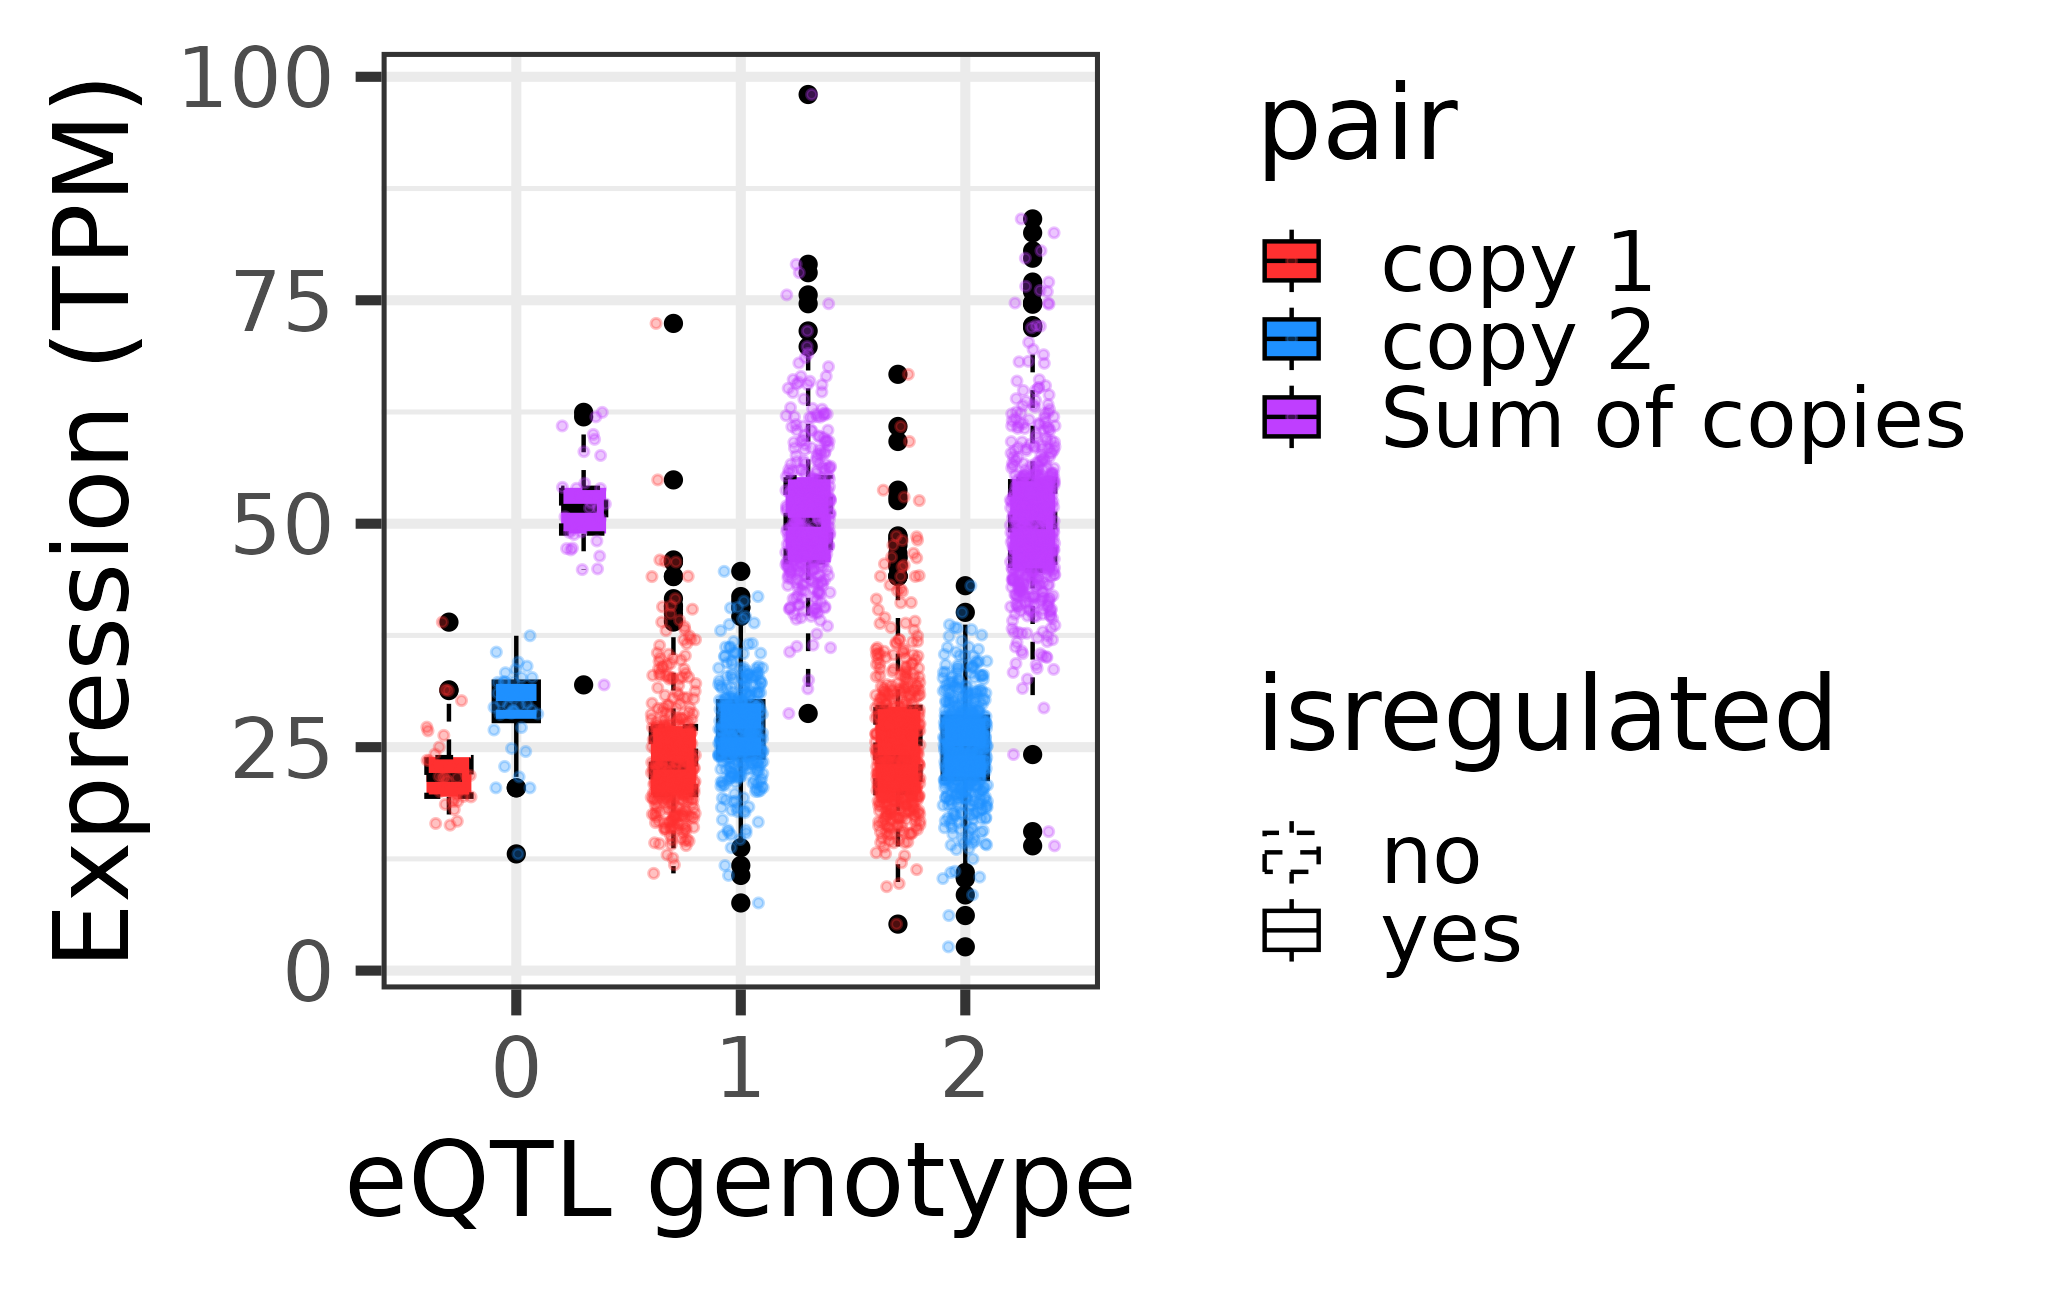 Expression (TPM)
100
75
50
25
0
0 1 2
eQTL genotype
pair
copy 1
copy 2
Sum of copies
isregulated
no
yes